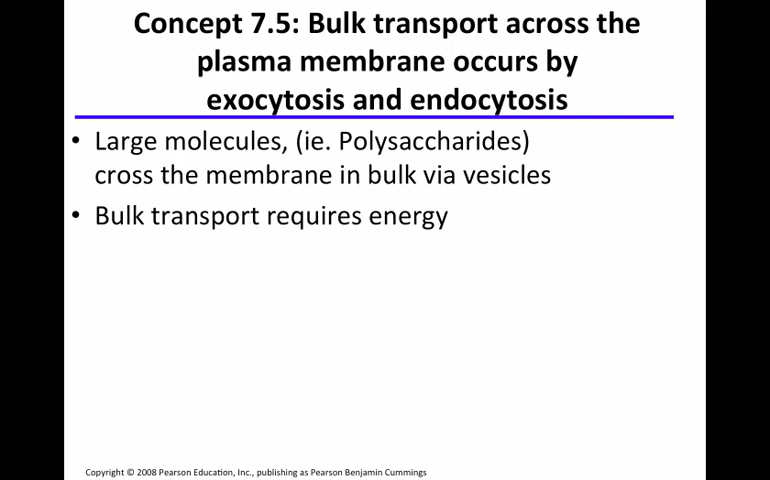 Concept 7.5: Bulk transport across the
plasma membrane occurs by
exocytosis and endocytosis
• Large molecules, (ie. Polysaccharides)
cross the membrane in bulk via vesicles
• Bulk transport requires energy
Copyright © 2008 Pearson Education, Inc., publishing as Pearson Benjamin Cummings